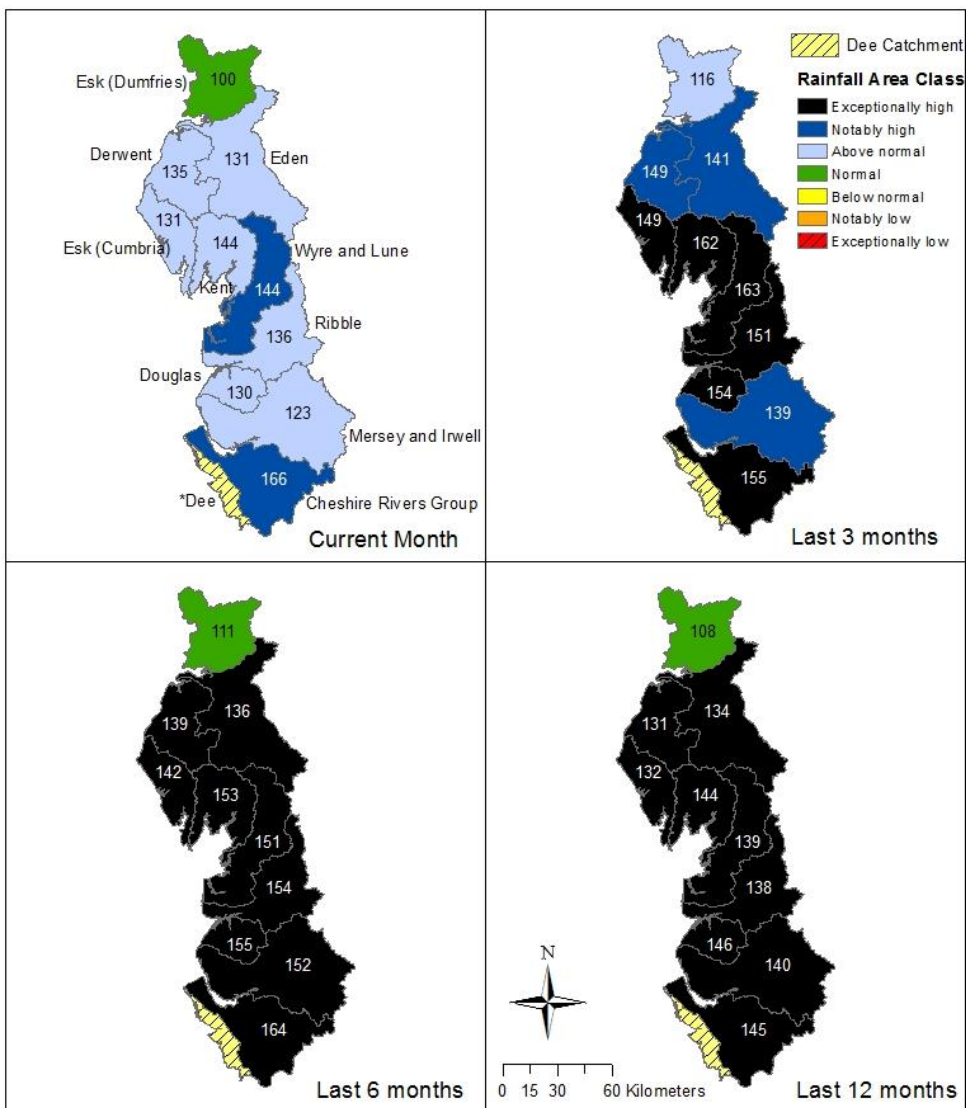 Esk (Dumfries)
100
Derwent
135
131
Eden
131
Esk (Cumbria)
144
Kent
Wyre and Lune
144
136
Ribble
Douglas
130
123
Mersey and Irwell
166
*Dee
Cheshire Rivers Group
Current Month
Dee Catchment
Rainfall Area Class
Exceptionally high
Notably high
Above normal
Normal
Below normal
Notably low
Exceptionally low
116
149
141
149
162
163
151
154
139
155
Last 3 months
111
139
136
142
153
151
154
155
152
164
Last 6 months
108
131
134
132
144
139
138
146
140
145
N
0 15 30 60 Kilometers
Last 12 months